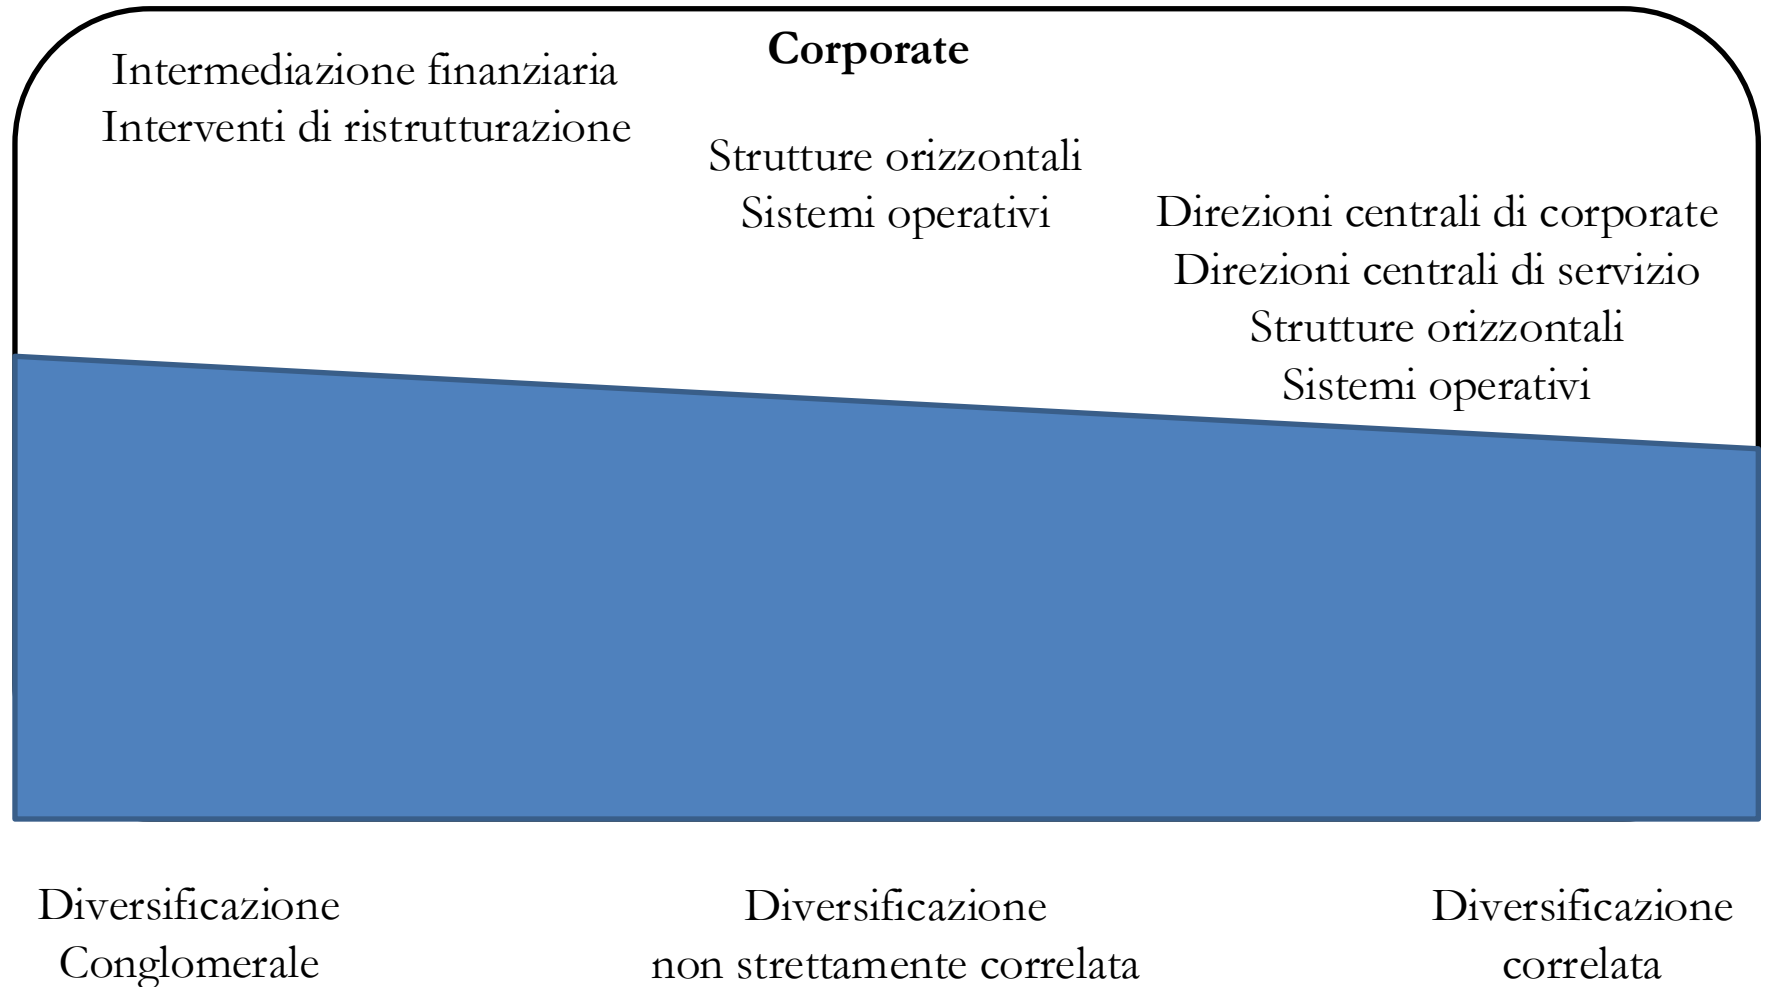 Corporate
Intermediazione finanziaria
Interventi di ristrutturazione
Strutture orizzontali
Sistemi operativi
Direzioni centrali di corporate
Direzioni centrali di servizio
Strutture orizzontali
Sistemi operativi
Diversificazione
Conglomerale
Diversificazione
non strettamente correlata
Diversificazione
correlata